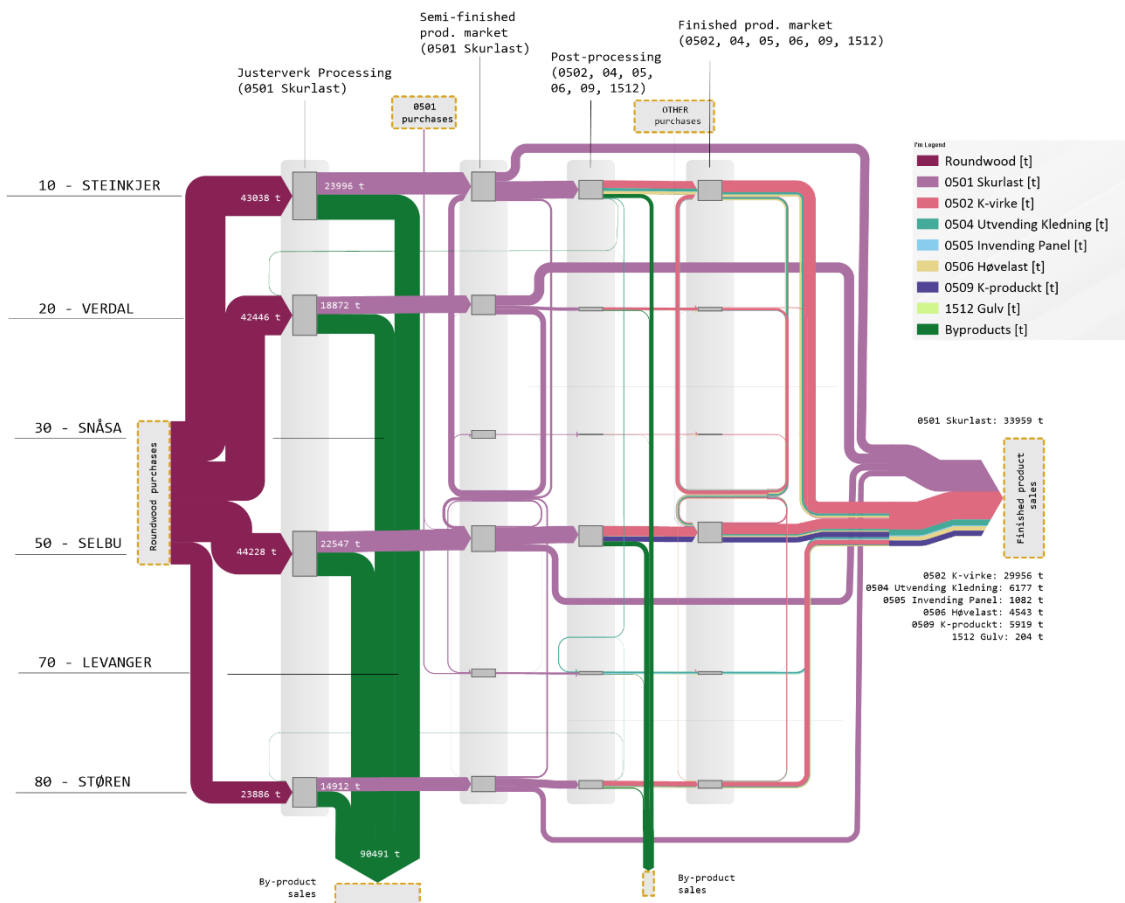 Semi-finished
prod. market
(0501 Skurlast)
Finished prod. market
(0502, 04, 05, 06, 09, 1512)
Post-processing
(0502, 04, 05,
06, 09, 1512)
Justerverk Processing
(0501 Skurlast)
0501
purchases
OTHER
purchases
I'm Legend
Roundwood [t]
0501 Skurlast [t]
0502 K-virke [t]
0504 Utvending Kledning [t]
0505 Invending Panel [t]
0506 Høvelast [t]
0509 K-produckt [t]
1512 Gulv [t]
Byproducts [t]
10 - STEINKJER
43038 t
23996 t
20 - VERDAL
42446 t
18872 t
30 - SNÅSA
0501 Skurlast: 33959 t
Roundwood purchases
Finished product
sales
50 - SELBU
44228 t
22547 t
0502 K-virke: 29956 t
0504 Utvending Kledning: 6177 t
0505 Invending Panel: 1082 t
0506 Høvelast: 4543 t
0509 K-produckt: 5919 t
1512 Gulv: 204 t
70 - LEVANGER
80 - STØREN
23886 t
14912 t
90491 t
By-product
sales
By-product
sales